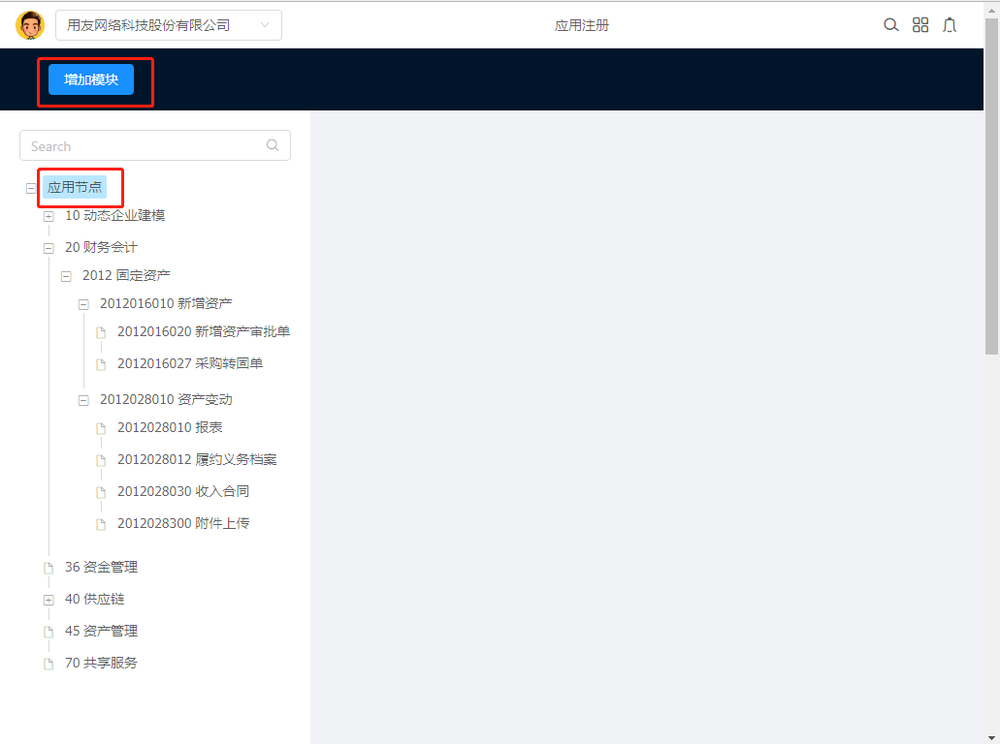 用友网络科技股份有限公司
应用注册
增加模块
Search
应用节点
10 动态企业建模
20 财务会计
2012 固定资产
2012016010 新增资产
2012016020 新增资产审批单
2012016027 采购转固单
2012028010 资产变动
2012028010 报表
2012028012 履约义务档案
2012028030 收入合同
2012028300 附件上传
36 资金管理
40 供应链
45 资产管理
70 共享服务